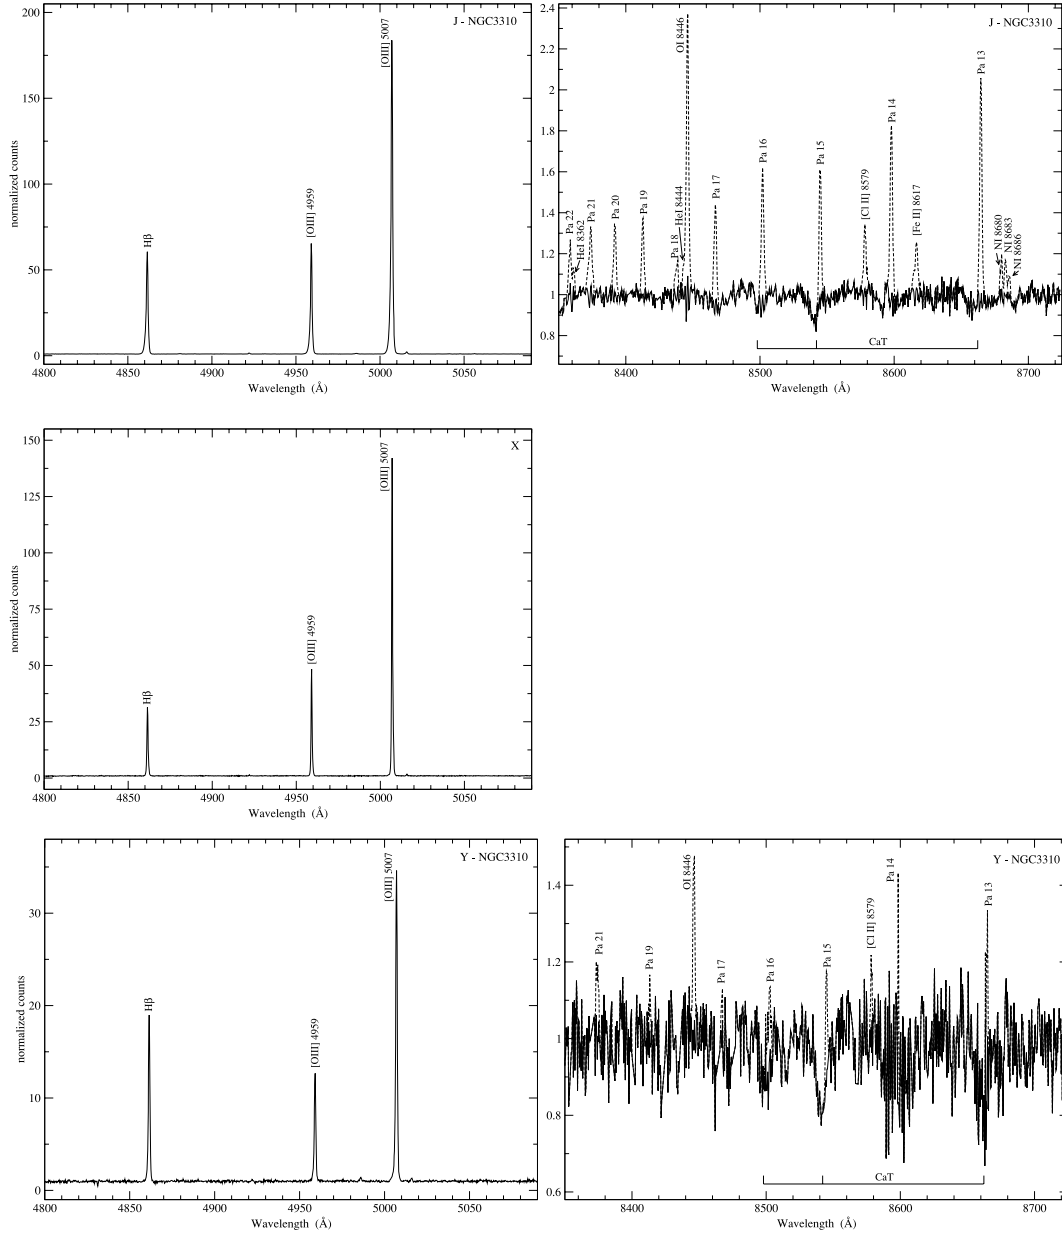 J - NGC3310
200
150
100
50
0
normalized counts
Hβ
[OIII] 4959
[OIII] 5007
4800
4850
4900
4950
5000
5050
Wavelength (Å)
J - NGC3310
2.4
2.2
2
1.8
1.6
1.4
1.2
1
0.8
Pa 22
HeI 8362
Pa 21
Pa 20
Pa 19
Pa 18
HeI 8444
OI 8446
Pa 17
Pa 16
Pa 15
[Cl II] 8579
Pa 14
[Fe II] 8617
Pa 13
NI 8680
NI 8683
NI 8686
CaT
8400
8500
8600
8700
Wavelength (Å)
X
150
125
100
75
50
25
0
normalized counts
Hβ
[OIII] 4959
[OIII] 5007
4800
4850
4900
4950
5000
5050
Wavelength (Å)
Y - NGC3310
30
20
10
0
normalized counts
Hβ
[OIII] 4959
[OIII] 5007
4800
4850
4900
4950
5000
5050
Wavelength (Å)
Y - NGC3310
1.4
1.2
1
0.8
0.6
Pa 21
Pa 19
OI 8446
Pa 17
Pa 16
Pa 15
[Cl II] 8579
Pa 14
Pa 13
CaT
8400
8500
8600
8700
Wavelength (Å)